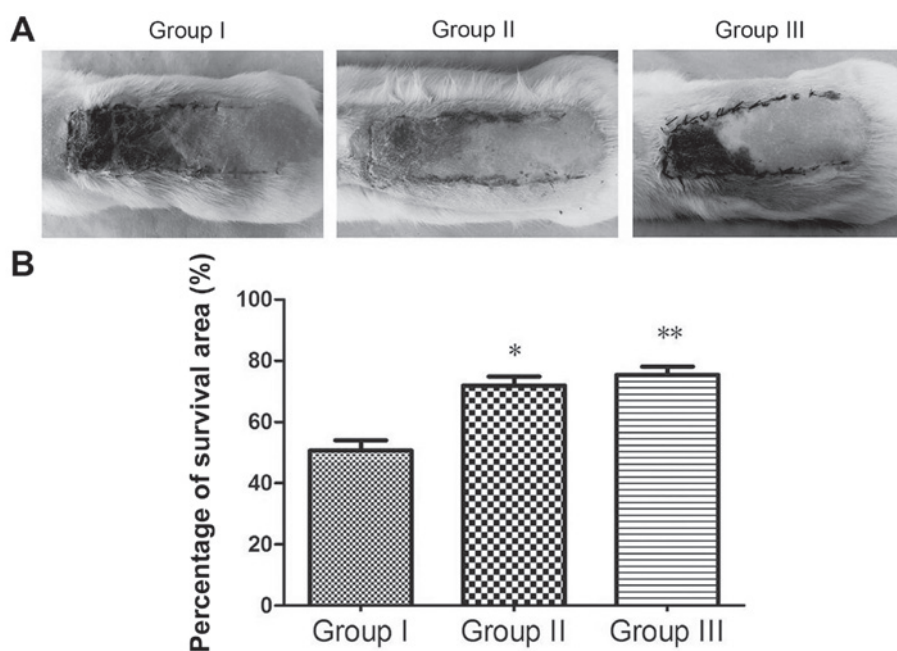 A
Group I
Group II
Group III
B
Percentage of survival area (%)
100
80
60
40
20
0
*
**
Group I
Group II
Group III